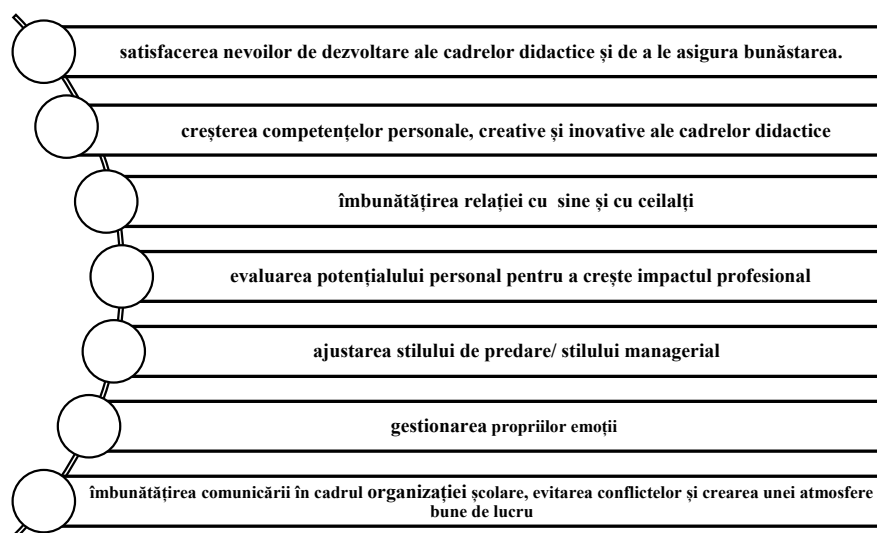 satisfacerea nevoilor de dezvoltare ale cadrelor didactice și de a le asigura bunăstarea.
creșterea competențelor personale, creative și inovative ale cadrelor didactice
îmbunătățirea relației cu  sine și cu ceilalți
evaluarea potențialului personal pentru a crește impactul profesional
ajustarea stilului de predare/ stilului managerial
gestionarea propriilor emoții
îmbunătățirea comunicării în cadrul organizației școlare, evitarea conflictelor și crearea unei atmosfere
bune de lucru